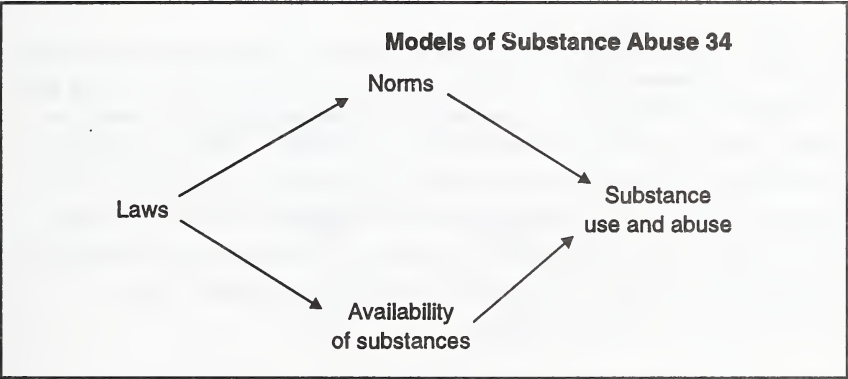 Models of Substance Abuse 34
Norms
Laws
Substance
use and abuse
Availability
of substances